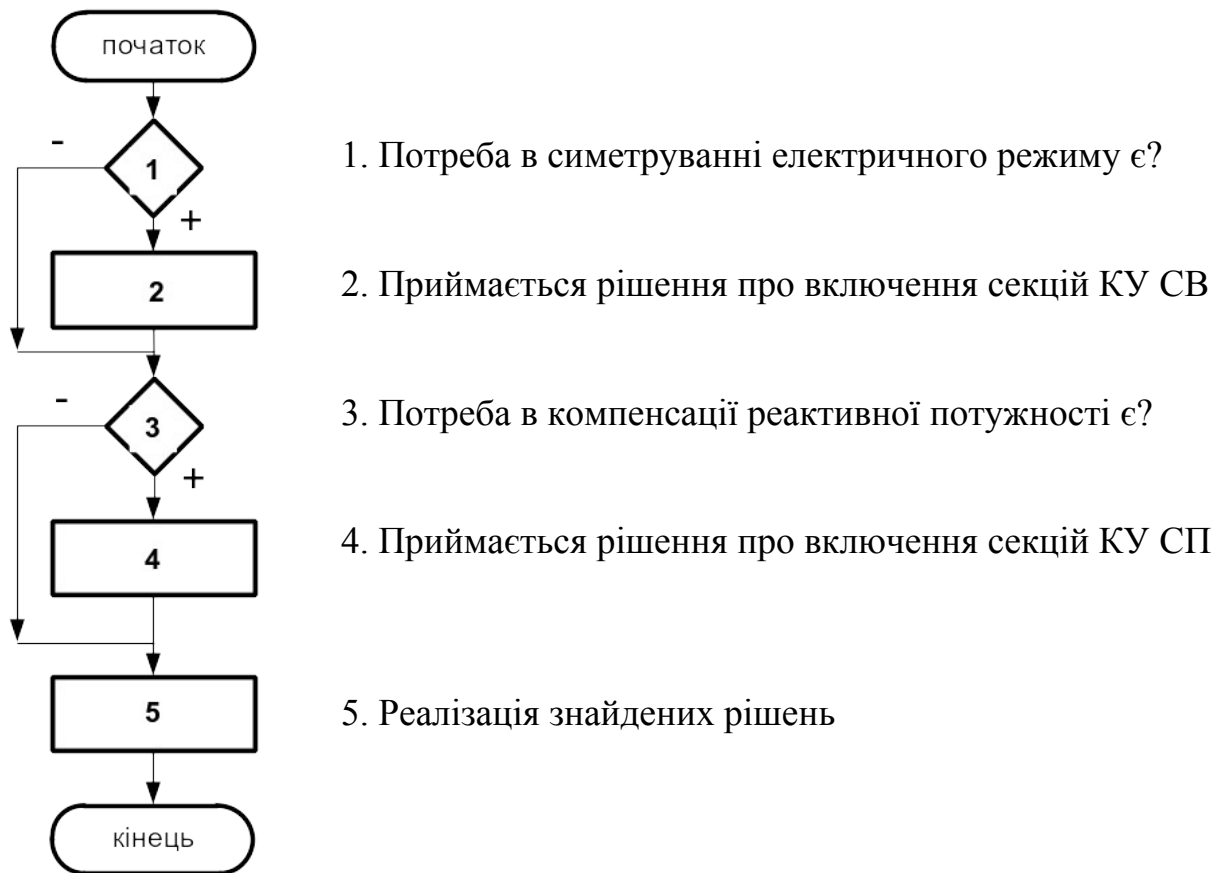 початок
-
1
1. Потреба в симетруванні електричного режиму є?
+
2
2. Приймається рішення про включення секцій КУ СВ
-
3
3. Потреба в компенсації реактивної потужності є?
+
4
4. Приймається рішення про включення секцій КУ СП
5
5. Реалізація знайдених рішень
кінець